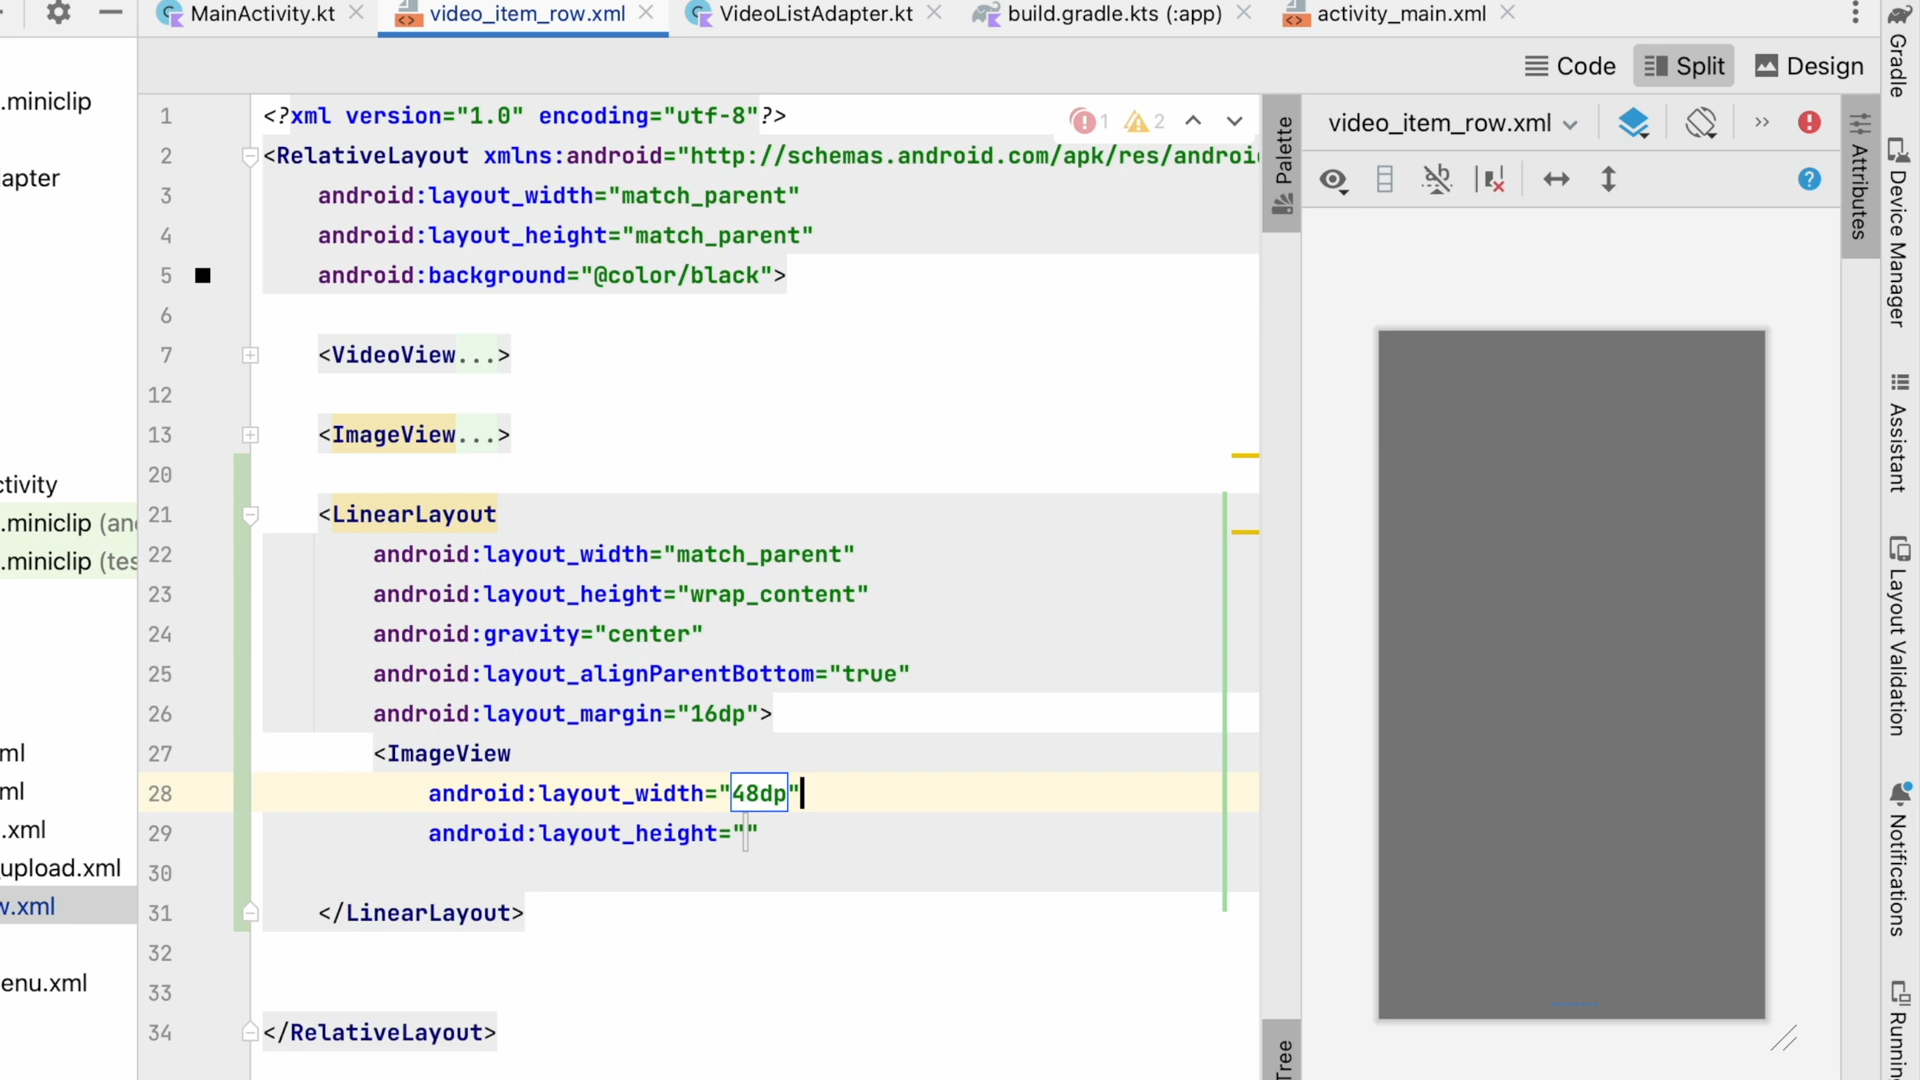 MainActivity.kt
video_item_row.xml
VideoListAdapter.kt
build.gradle.kts (:app)
activity_main.xml
Code
Split
Design
.miniclip
apter
ctivity
.miniclip (an
.miniclip (tes
ml
ml
.xml
_upload.xml
w.xml
enu.xml
1 <?xml version="1.0" encoding="utf-8"?>
1
2
2 <RelativeLayout xmlns:android="http://schemas.android.com/apk/res/androi
3 android:layout_width="match_parent"
4 android:layout_height="match_parent"
5 android:background="@color/black">
6
7 <VideoView...>
12
13 <ImageView...>
20
21 <LinearLayout
22 android:layout_width="match_parent"
23 android:layout_height="wrap_content"
24 android:gravity="center"
25 android:layout_alignParentBottom="true"
26 android:layout_margin="16dp">
27 <ImageView
28 android:layout_width="48dp"
29 android:layout_height=""
30
31 </LinearLayout>
32
33
34 </RelativeLayout>
Palette
Tree
video_item_row.xml
Attributes
Gradle
Device Manager
Assistant
Layout Validation
Notifications
Running